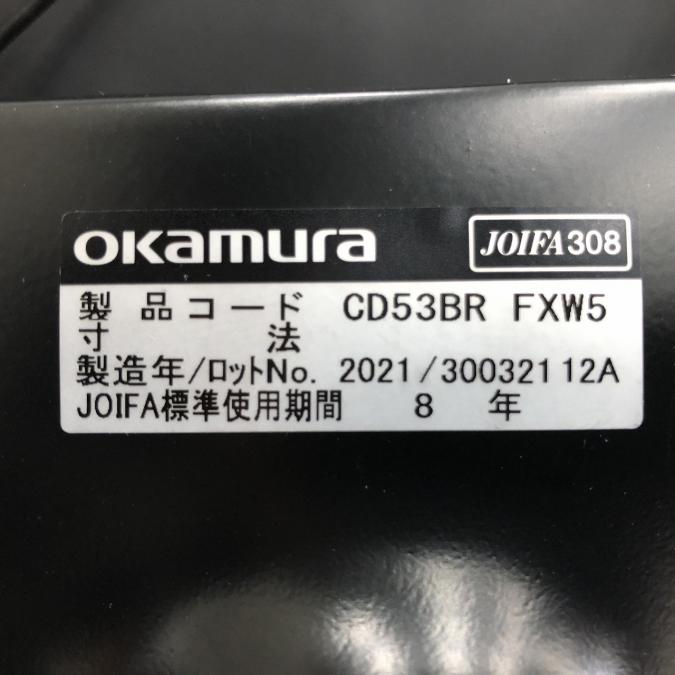 okamura
JOIFA308
製品コード CD53BR FXW5
寸法
製造年/ロットNo. 2021/30032112A
JOIFA標準使用期間 8 年